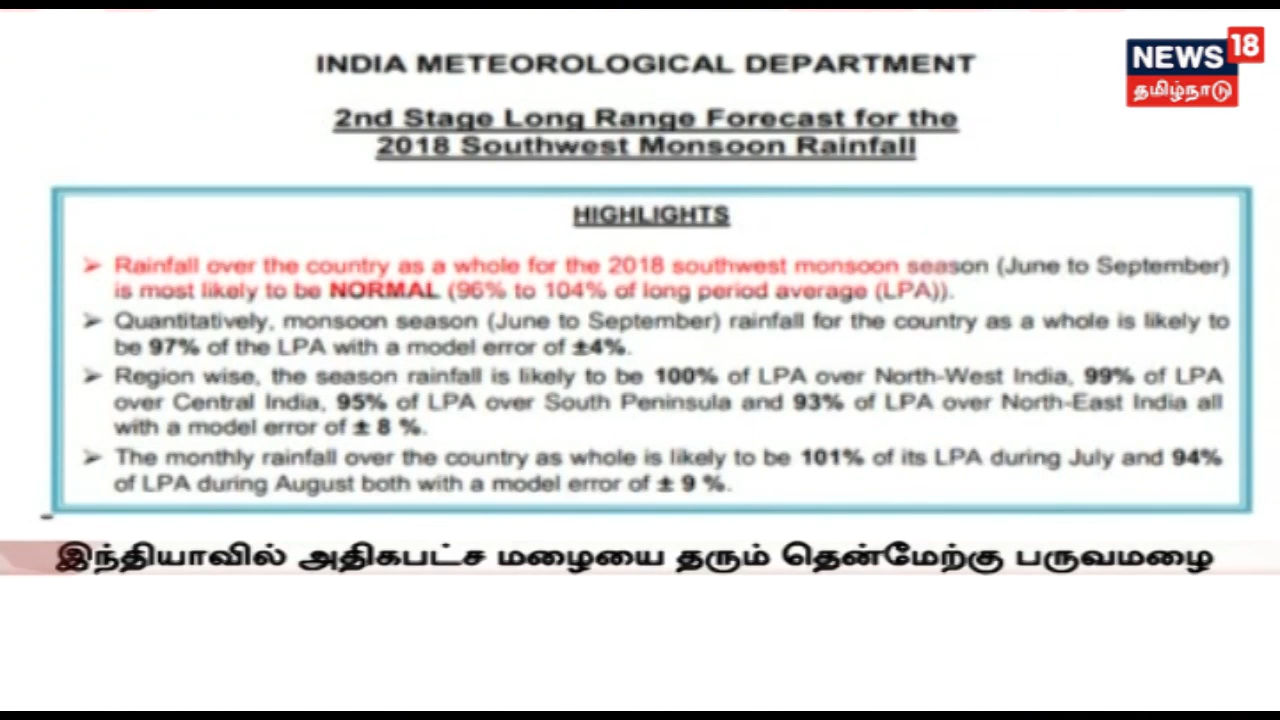 NEWS 18
தமிழ்நாடு
INDIA METEOROLOGICAL DEPARTMENT
2nd Stage Long Range Forecast for the
2018 Southwest Monsoon Rainfall
HIGHLIGHTS
➢ Rainfall over the country as a whole for the 2018 southwest monsoon season (June to September)
is most likely to be NORMAL (96% to 104% of long period average (LPA)).
➢ Quantitatively, monsoon season (June to September) rainfall for the country as a whole is likely to
be 97% of the LPA with a model error of ±4%.
➢ Region wise, the season rainfall is likely to be 100% of LPA over North-West India, 99% of LPA
over Central India, 95% of LPA over South Peninsula and 93% of LPA over North-East India all
with a model error of ± 8 %.
➢ The monthly rainfall over the country as whole is likely to be 101% of its LPA during July and 94%
of LPA during August both with a model error of ± 9 %.
இந்தியாவில் அதிகபட்ச மழையை தரும் தென்மேற்கு பருவமழை